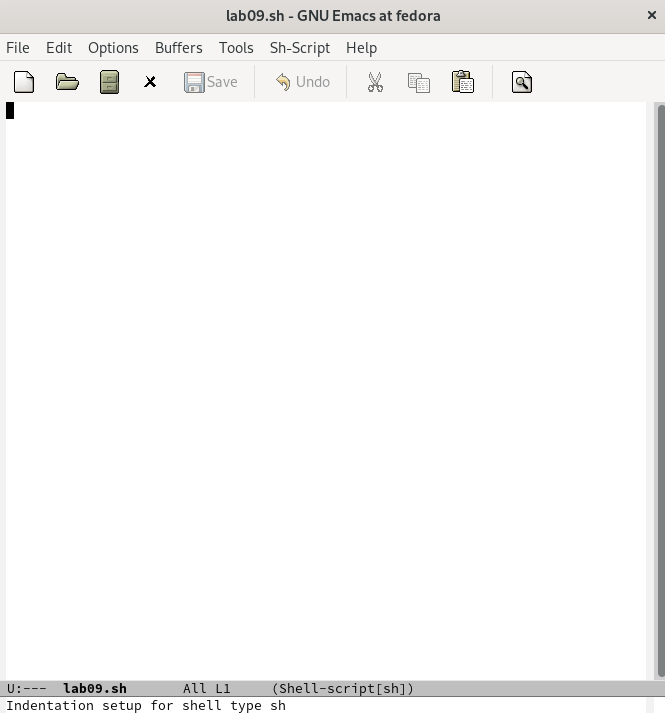 lab09.sh - GNU Emacs at fedora ×
File Edit Options Buffers Tools Sh-Script Help
Save Undo
U:--- lab09.sh All L1 (Shell-script[sh])
Indentation setup for shell type sh